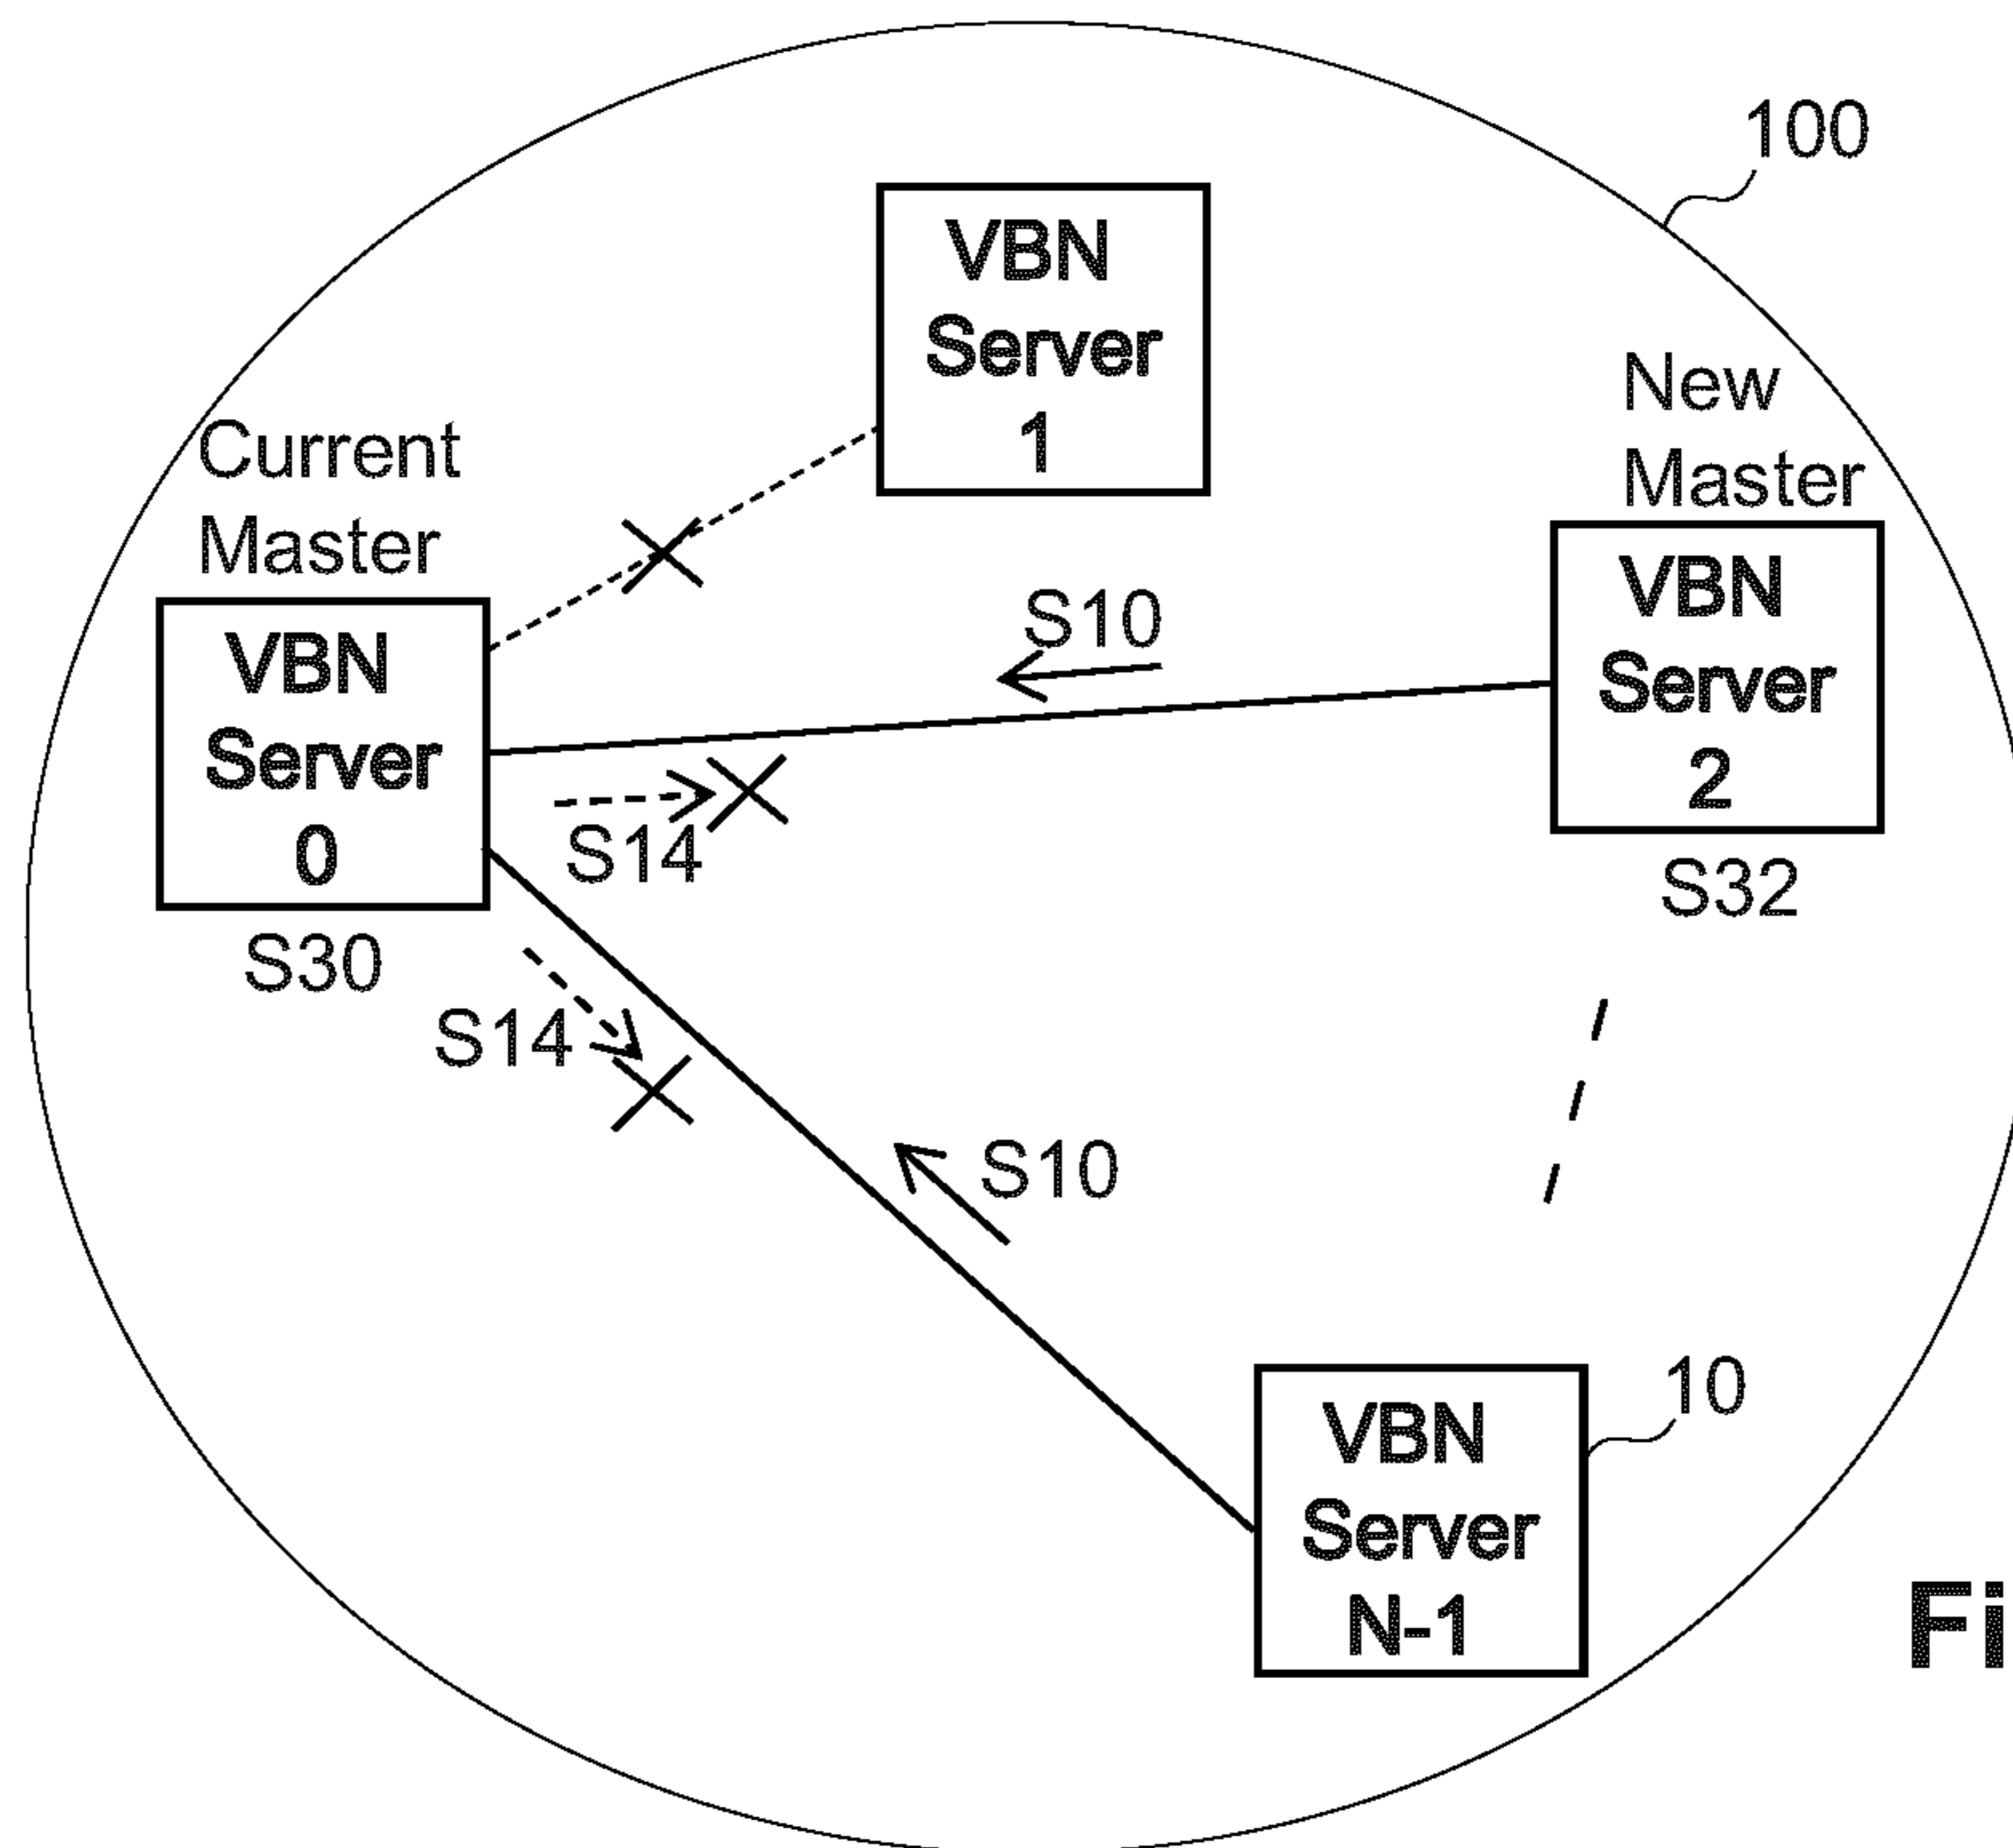 100
VBN
Server
1
New
Master
Current
Master
VBN
Server
0
S30
S10
VBN
Server
2
S32
S14
S14
S10
10
VBN
Server
N-1
Fi